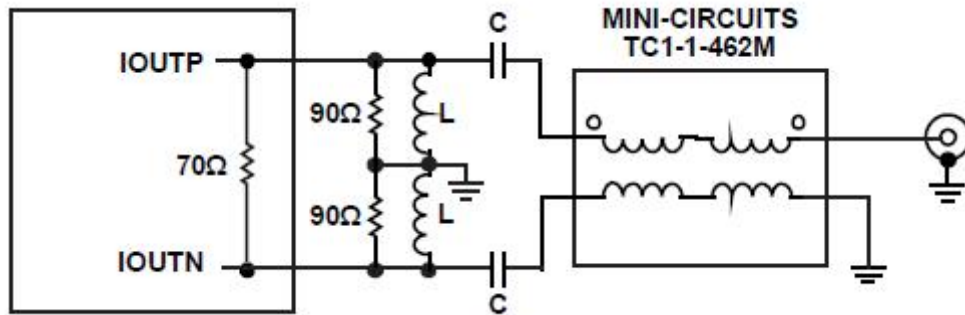 MINI-CIRCUITS
TC1-1-462M
C
IOUTP
90Ω
L
70Ω
90Ω
L
IOUTN
C